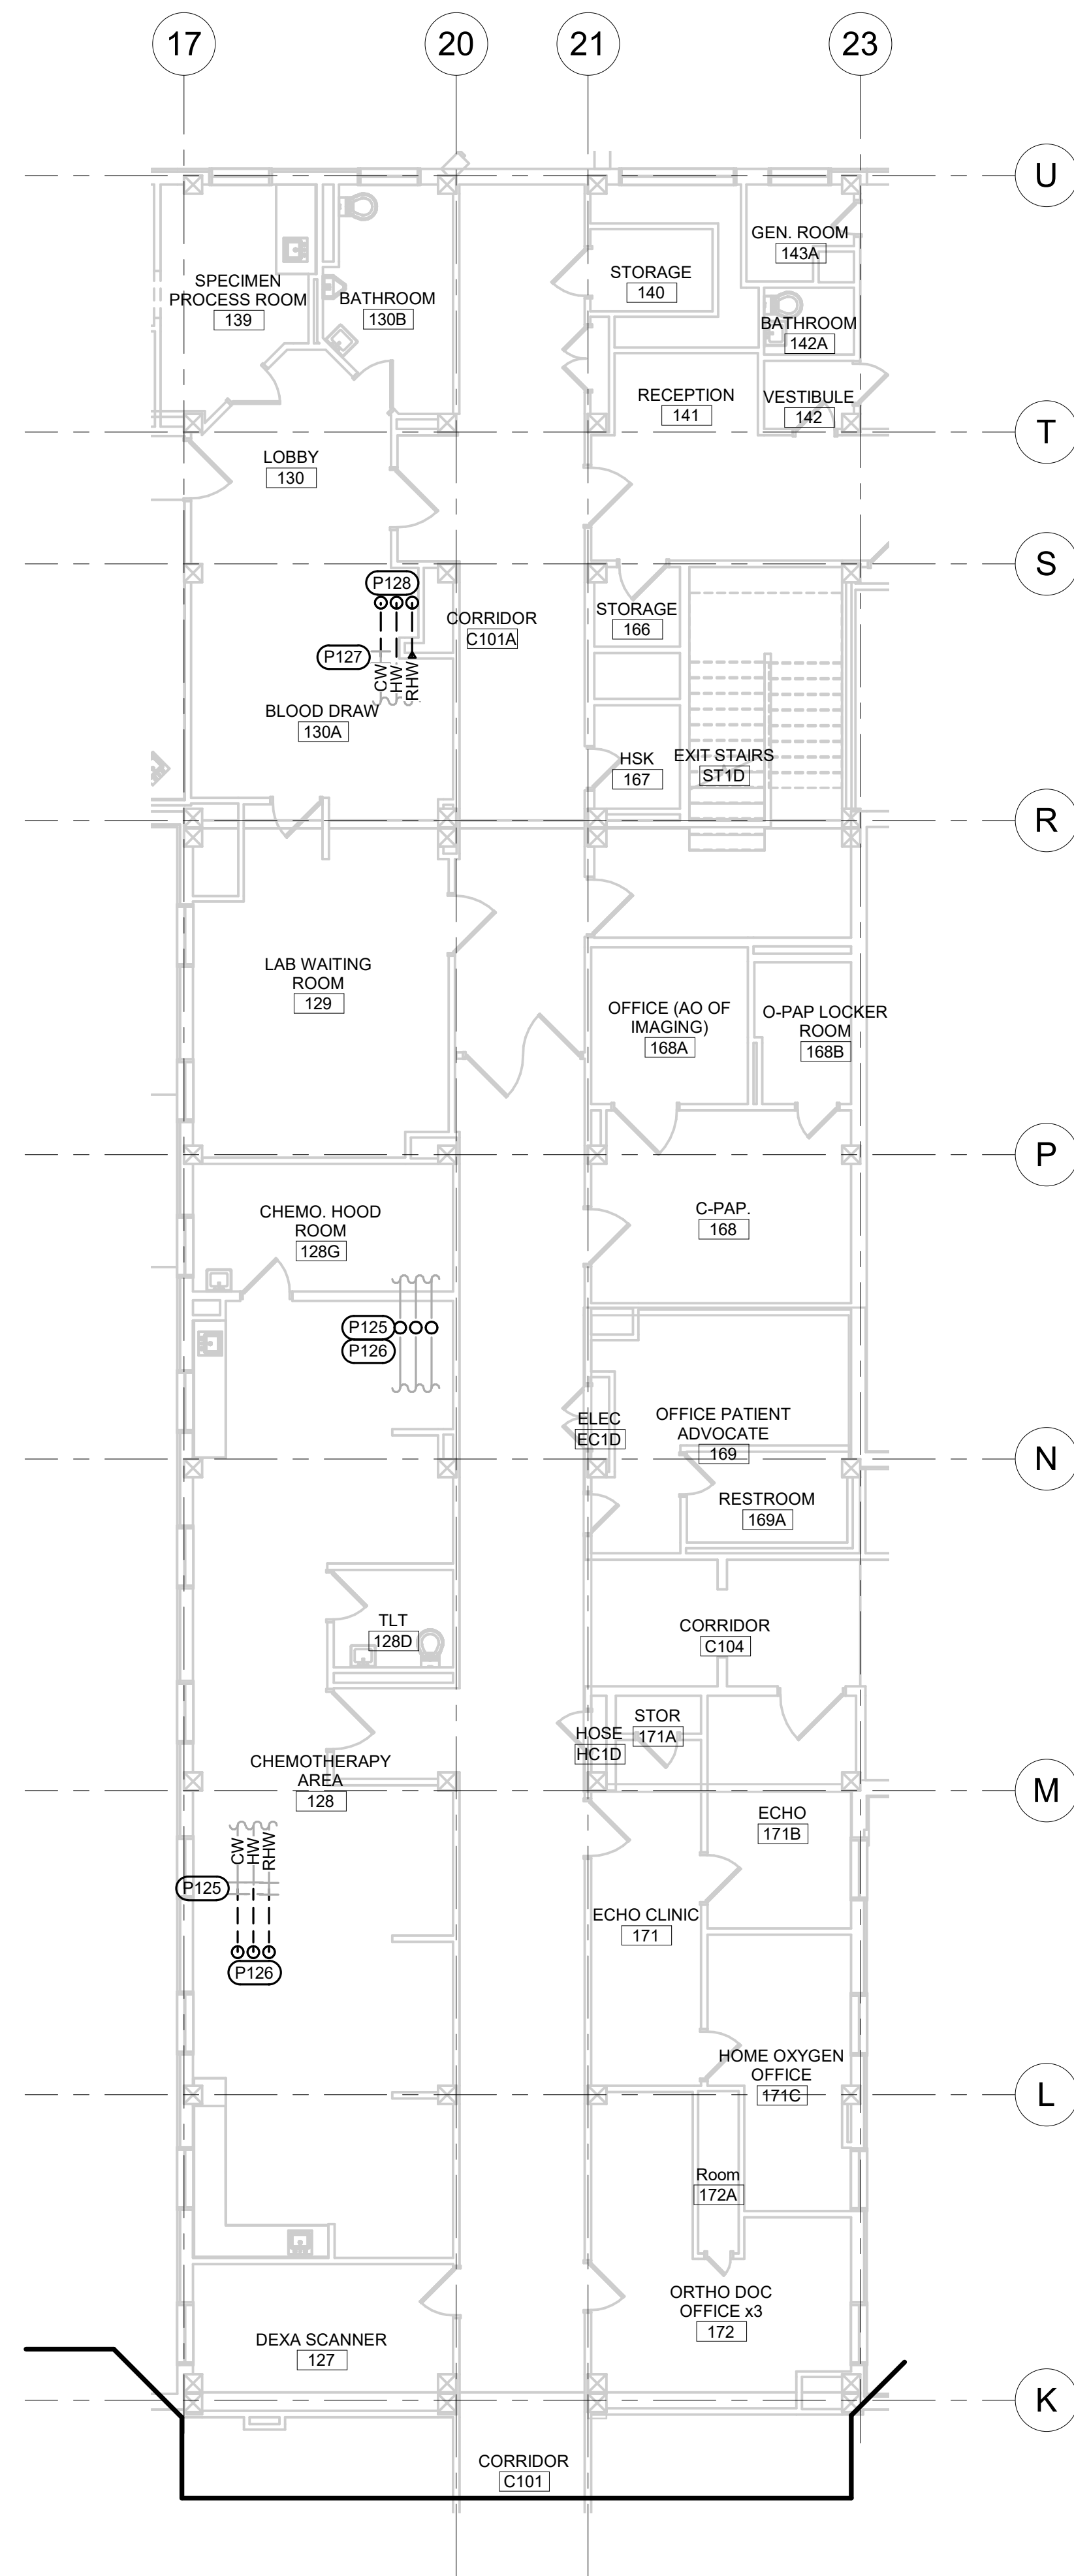 17
20
21
23
U
GEN. ROOM
143A
STORAGE
140
SPECIMEN
PROCESS ROOM
139
BATHROOM
130B
BATHROOM
142A
RECEPTION
141
VESTIBULE
142
T
LOBBY
130
S
P128
STORAGE
166
CORRIDOR
C101A
P127
CW
HW
RHW
BLOOD DRAW
130A
HSK
167
EXIT STAIRS
ST1D
R
LAB WAITING
ROOM
129
OFFICE (AO OF
IMAGING)
168A
O-PAP LOCKER
ROOM
168B
P
CHEMO. HOOD
ROOM
128G
C-PAP.
168
P125
P126
ELEC
EC1D
OFFICE PATIENT
ADVOCATE
169
N
RESTROOM
169A
TLT
128D
CORRIDOR
C104
STOR
171A
HOSE
HC1D
CHEMOTHERAPY
AREA
128
M
ECHO
171B
CW
HW
RHW
P125
ECHO CLINIC
171
P126
HOME OXYGEN
OFFICE
171C
L
Room
172A
ORTHO DOC
OFFICE x3
172
DEXA SCANNER
127
K
CORRIDOR
C101